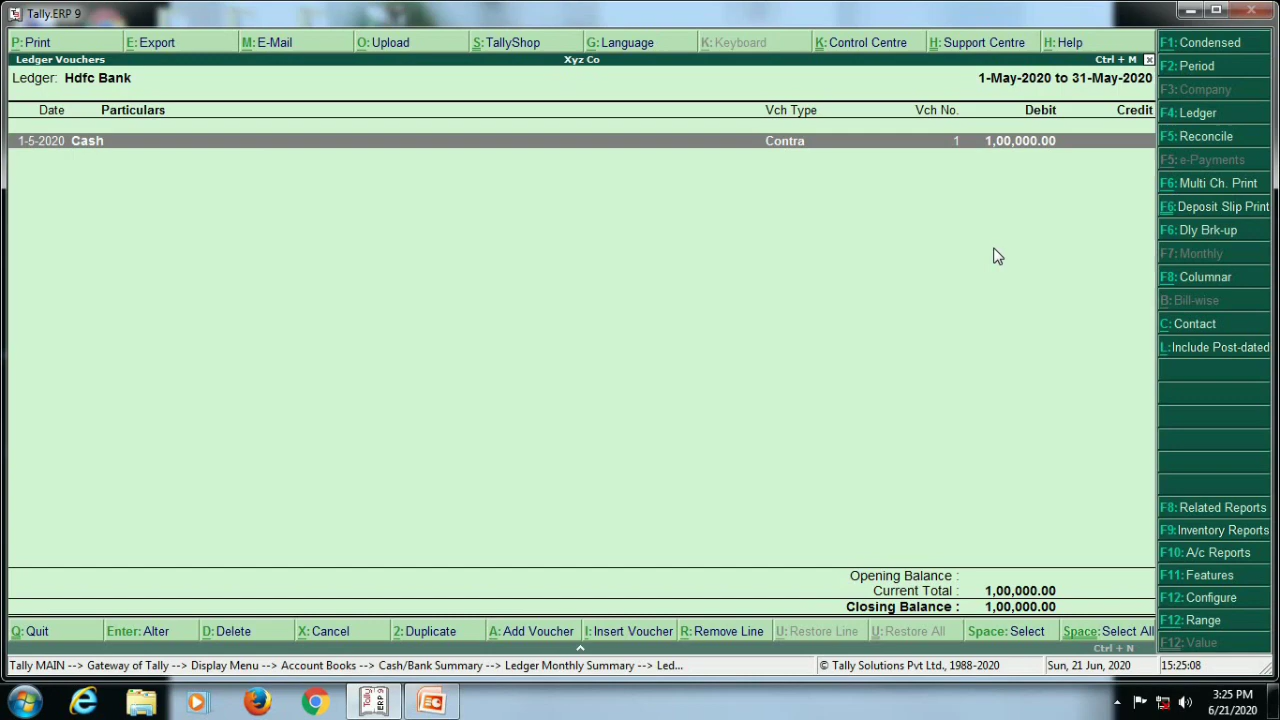 Tally.ERP 9
P: Print E: Export M: E-Mail O: Upload S: TallyShop G: Language K: Keyboard K: Control Centre H: Support Centre H: Help
Ledger Vouchers Xyz Co Ctrl + M
Ledger: Hdfc Bank 1-May-2020 to 31-May-2020
Date Particulars Vch Type Vch No. Debit Credit
1-5-2020 Cash Contra 1 1,00,000.00
Opening Balance :
Current Total : 1,00,000.00
Closing Balance : 1,00,000.00
Q: Quit Enter: Alter D: Delete X: Cancel 2: Duplicate A: Add Voucher I: Insert Voucher R: Remove Line U: Restore Line U: Restore All Space: Select Space: Select All
Ctrl + N
Tally MAIN --> Gateway of Tally --> Display Menu --> Account Books --> Cash/Bank Summary --> Ledger Monthly Summary --> Led... © Tally Solutions Pvt Ltd., 1988-2020 Sun, 21 Jun, 2020 15:25:08
F1: Condensed
F2: Period
F3: Company
F4: Ledger
F5: Reconcile
F5: e-Payments
F6: Multi Ch. Print
F6: Deposit Slip Print
F6: Dly Brk-up
F7: Monthly
F8: Columnar
B: Bill-wise
C: Contact
L: Include Post-dated
F8: Related Reports
F9: Inventory Reports
F10: A/c Reports
F11: Features
F12: Configure
F12: Range
F12: Value
Tally ERP 9
3:25 PM
6/21/2020